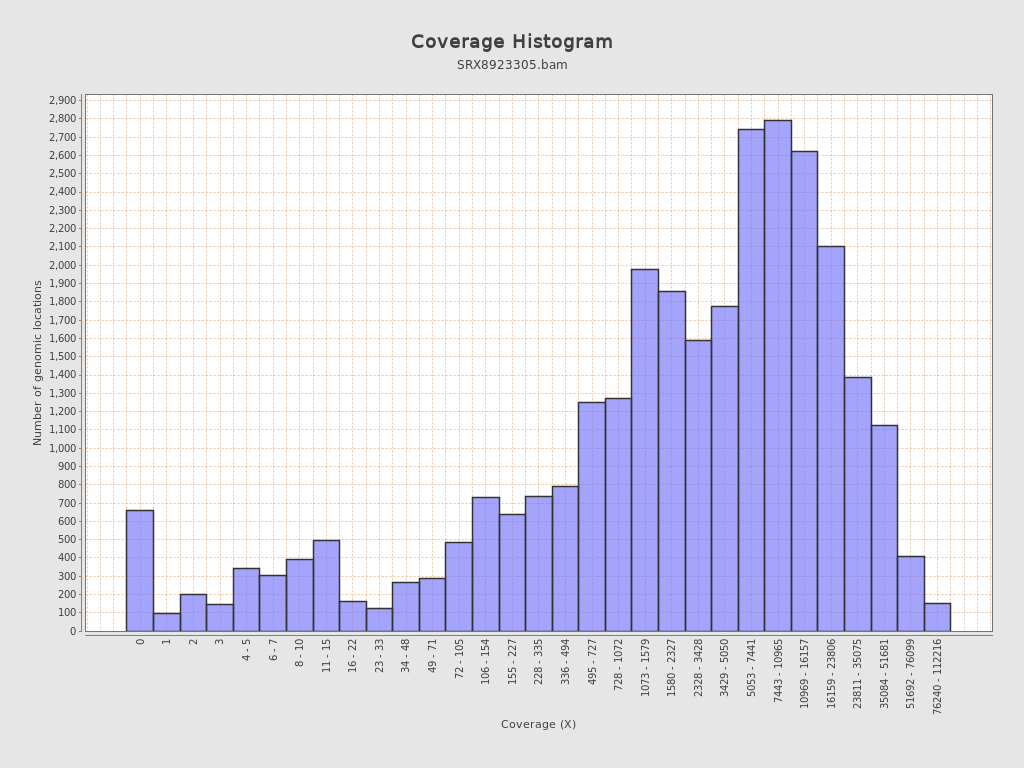 Coverage Histogram
SRX8923305.bam
Number of genomic locations
2,900
2,800
2,700
2,600
2,500
2,400
2,300
2,200
2,100
2,000
1,900
1,800
1,700
1,600
1,500
1,400
1,300
1,200
1,100
1,000
900
800
700
600
500
400
300
200
100
0
0
1
2
3
4 - 5
6 - 7
8 - 10
11 - 15
16 - 22
23 - 33
34 - 48
49 - 71
72 - 105
106 - 154
155 - 227
228 - 335
336 - 494
495 - 727
728 - 1072
1073 - 1579
1580 - 2327
2328 - 3428
3429 - 5050
5053 - 7441
7443 - 10965
10969 - 16157
16159 - 23806
23811 - 35075
35084 - 51681
51692 - 76099
76240 - 112216
Coverage (X)